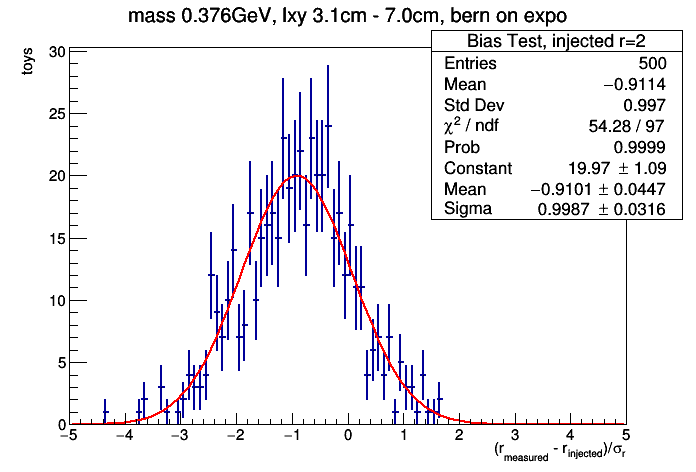 mass 0.376GeV, lxy 3.1cm - 7.0cm, bern on expo
toys
30
25
20
15
10
5
0
−5 −4 −3 −2 −1 0 1 2 3 4 5
(r_measured - r_injected)/σ_r
Bias Test, injected r=2
Entries 500
Mean −0.9114
Std Dev 0.997
χ² / ndf 54.28 / 97
Prob 0.9999
Constant 19.97 ± 1.09
Mean −0.9101 ± 0.0447
Sigma 0.9987 ± 0.0316